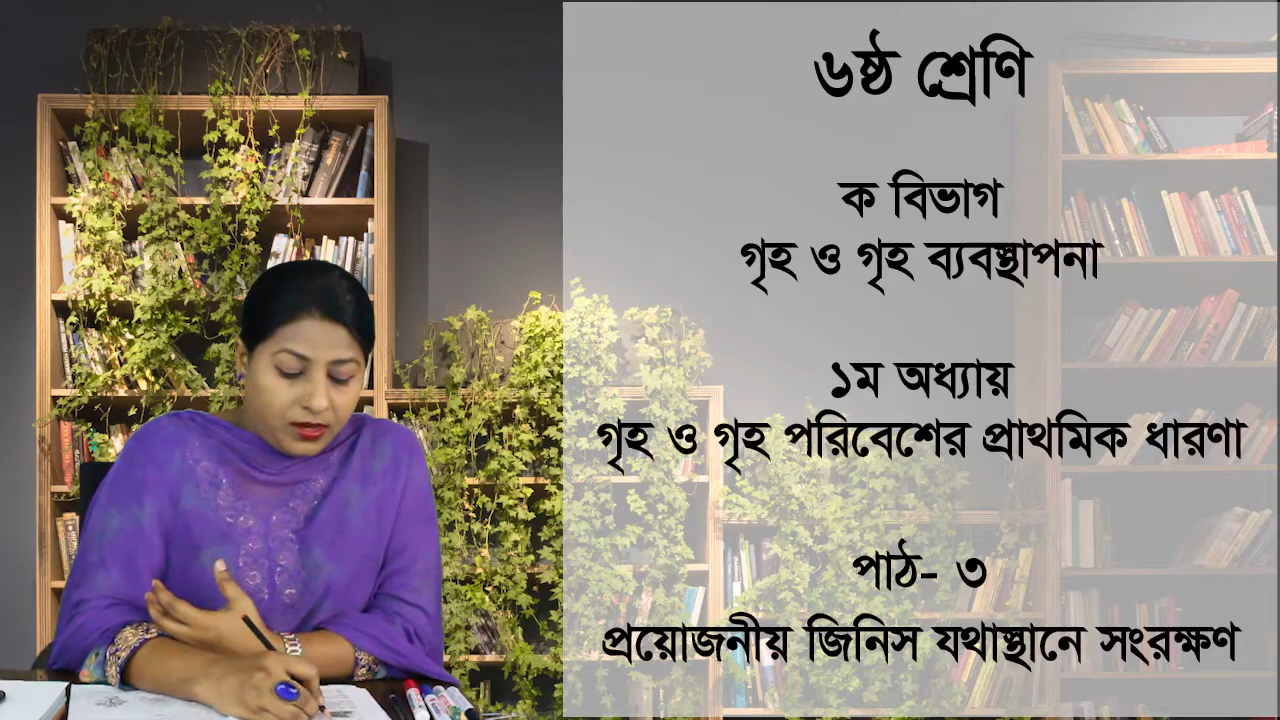 ৬ষ্ঠ শ্রেণি
ক বিভাগ
গৃহ ও গৃহ ব্যবস্থাপনা
১ম অধ্যায়
গৃহ ও গৃহ পরিবেশের প্রাথমিক ধারণা
পাঠ- ৩
প্রয়োজনীয় জিনিস যথাস্থানে সংরক্ষণ